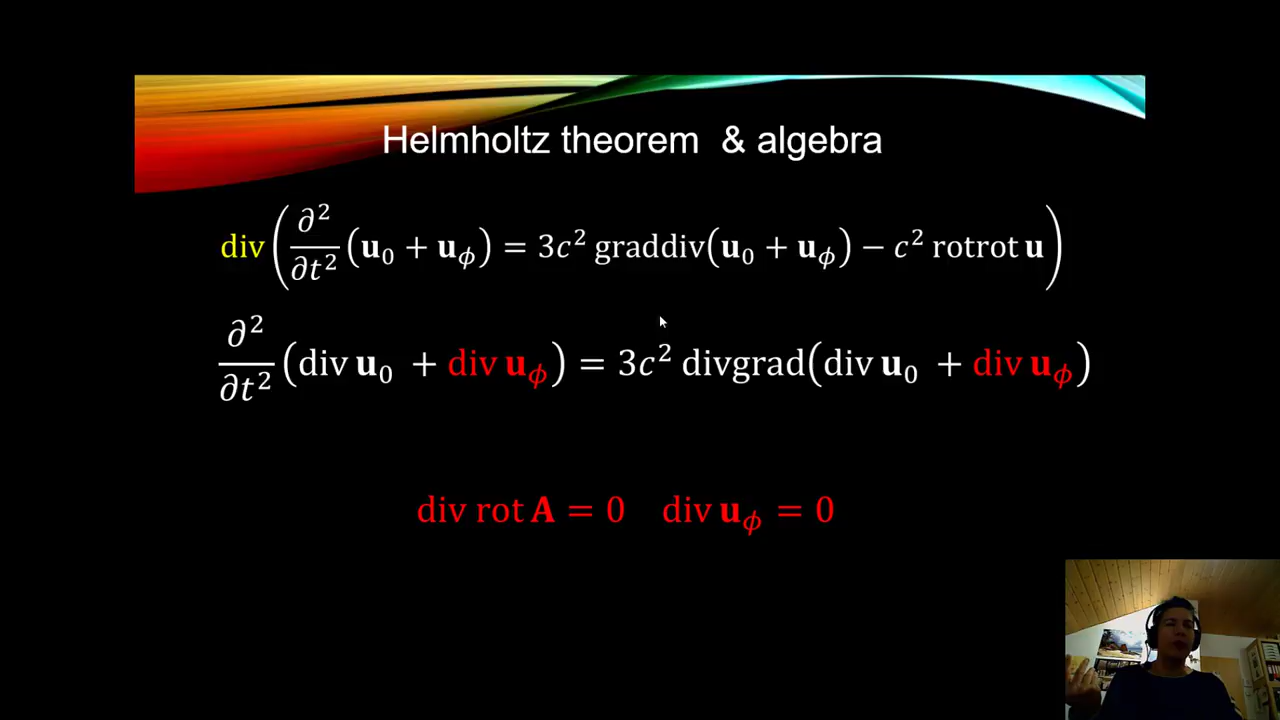 Helmholtz theorem & algebra
div(∂²/∂t² (u₀ + u_ϕ) = 3c² graddiv(u₀ + u_ϕ) − c² rotrot u)
∂²/∂t² (div u₀ + div u_ϕ) = 3c² divgrad(div u₀ + div u_ϕ)
div rot A = 0 div u_ϕ = 0